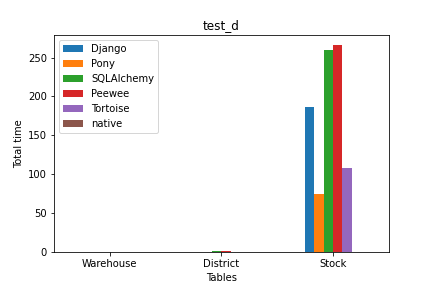 test_d
Django
Pony
SQLAlchemy
Peewee
Tortoise
native
Total time
250
200
150
100
50
0
Warehouse District Stock
Tables